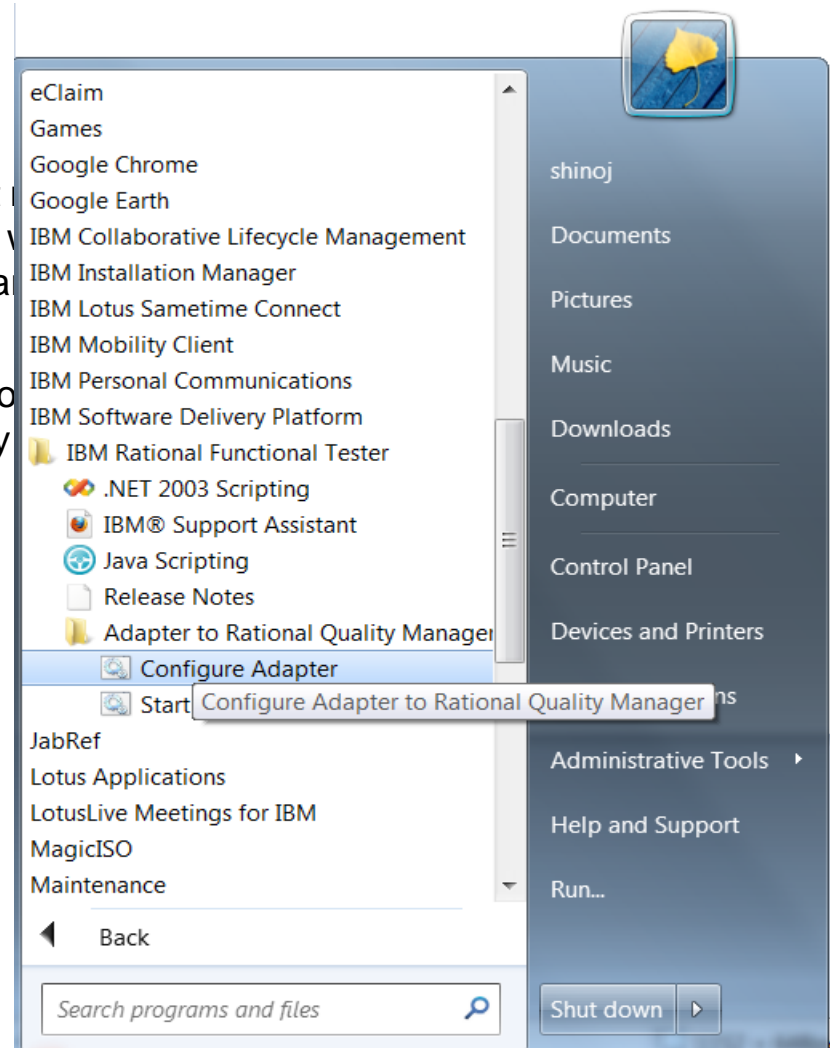 eClaim
Games
Google Chrome
Google Earth
IBM Collaborative Lifecycle Management
IBM Installation Manager
IBM Lotus Sametime Connect
IBM Mobility Client
IBM Personal Communications
IBM Software Delivery Platform
IBM Rational Functional Tester
.NET 2003 Scripting
IBM® Support Assistant
Java Scripting
Release Notes
Adapter to Rational Quality Manager
Configure Adapter
Start
Configure Adapter to Rational Quality Manager
JabRef
Lotus Applications
LotusLive Meetings for IBM
MagicISO
Maintenance
Back
Search programs and files
shinoj
Documents
Pictures
Music
Downloads
Computer
Control Panel
Devices and Printers
Administrative Tools
Help and Support
Run...
Shut down